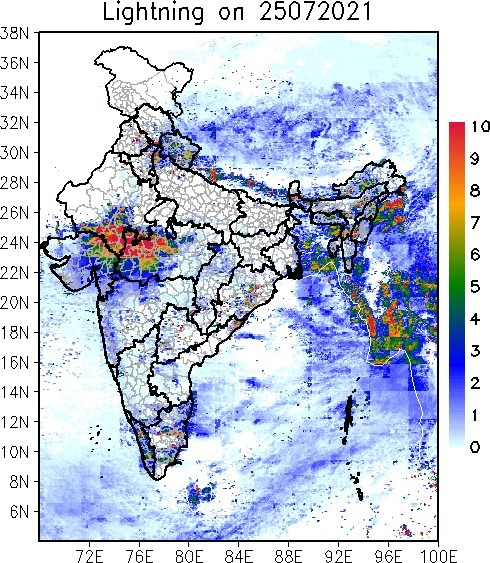 Lightning on 25072021
38N
36N
34N
32N
30N
28N
26N
24N
22N
20N
18N
16N
14N
12N
10N
8N
6N
72E 76E 80E 84E 88E 92E 96E 100E
10
9
8
7
6
5
4
3
2
1
0